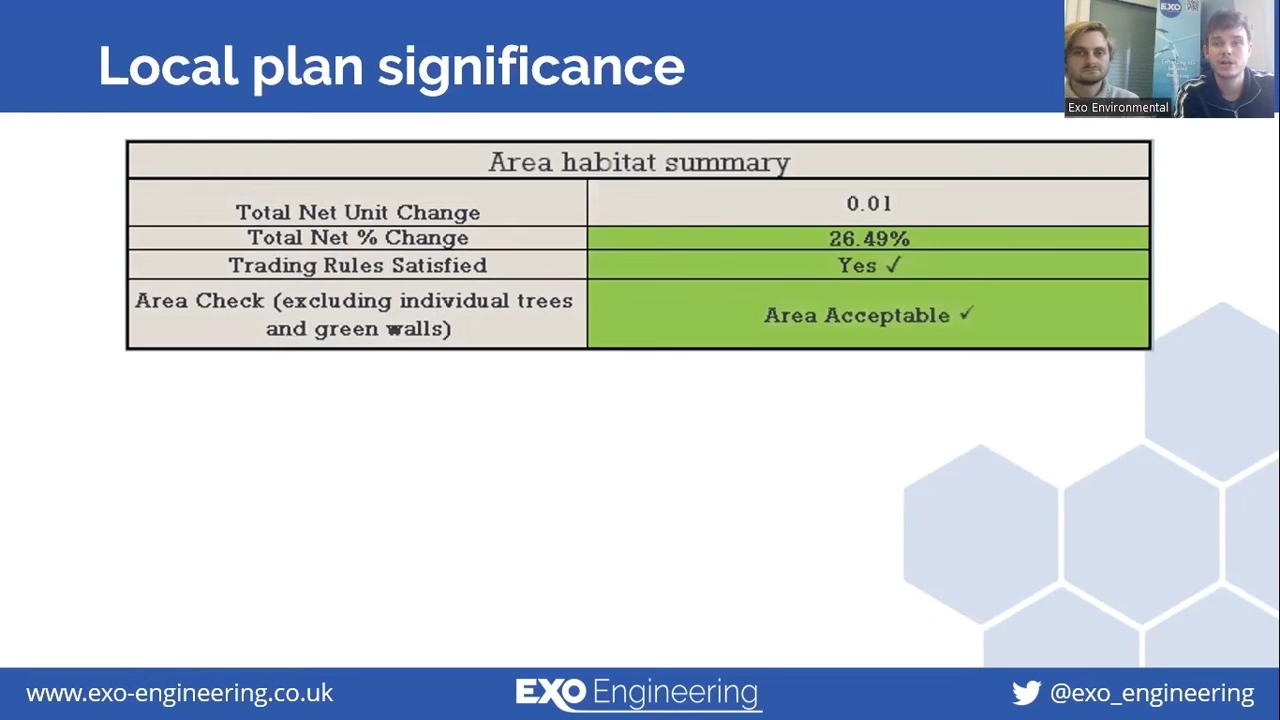 Local plan significance
EXO
Exo Environmental
Area habitat summary
Total Net Unit Change
0.01
Total Net % Change
26.49%
Trading Rules Satisfied
Yes ✓
Area Check (excluding individual trees
and green walls)
Area Acceptable ✓
www.exo-engineering.co.uk
EXO Engineering
@exo_engineering